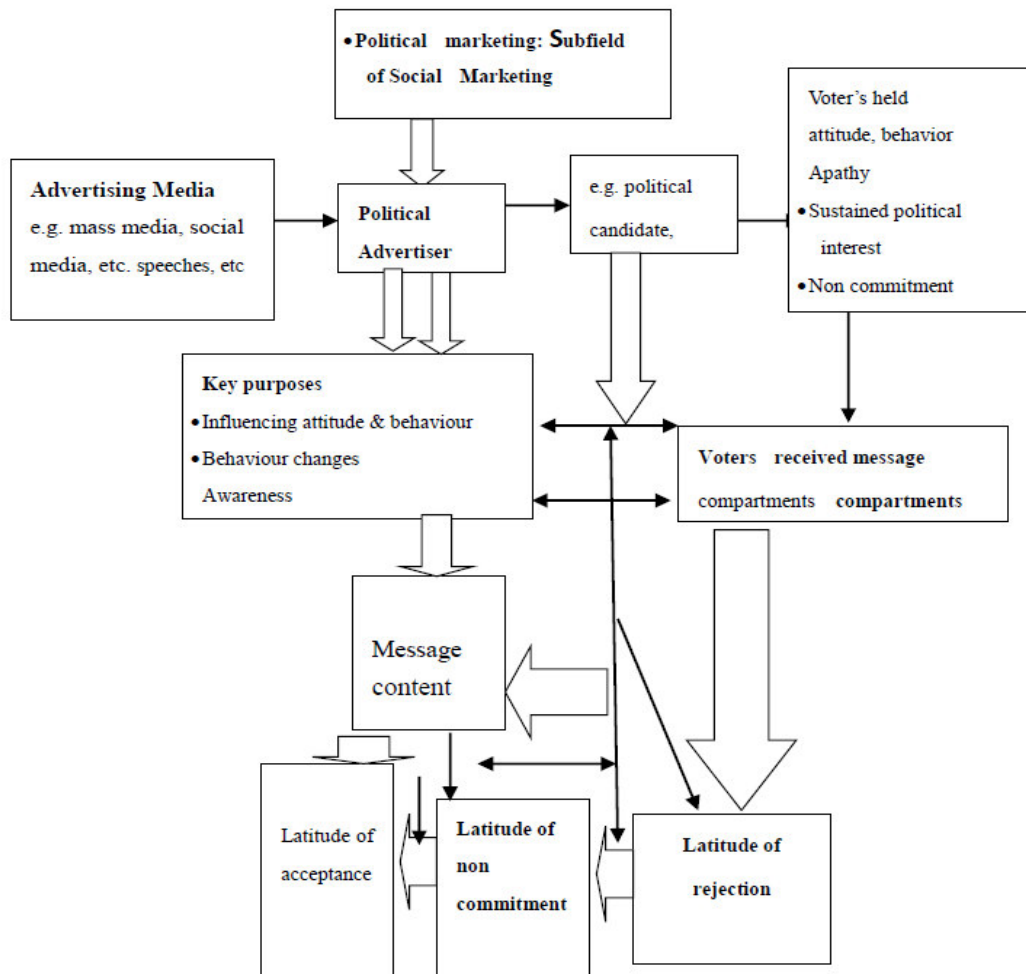 •Political marketing: Subfield
of Social Marketing
Advertising Media
e.g. mass media, social
media, etc. speeches, etc
Political
Advertiser
e.g. political
candidate,
Voter’s held
attitude, behavior
Apathy
•Sustained political
interest
•Non commitment
Key purposes
•Influencing attitude & behaviour
•Behaviour changes
Awareness
Voters received message
compartments compartments
Message
content
Latitude of
acceptance
Latitude of
non
commitment
Latitude of
rejection